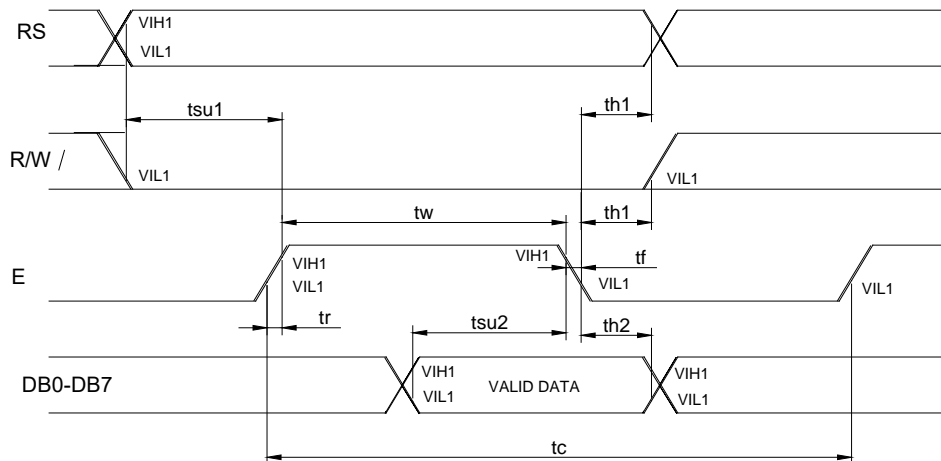 RS
VIH1
VIL1
tsu1
th1
R/W /
VIL1
VIL1
tw
th1
E
VIH1
VIL1
VIH1
tf
VIL1
VIL1
tr
tsu2
th2
DB0-DB7
VIH1
VIL1
VALID DATA
VIH1
VIL1
tc